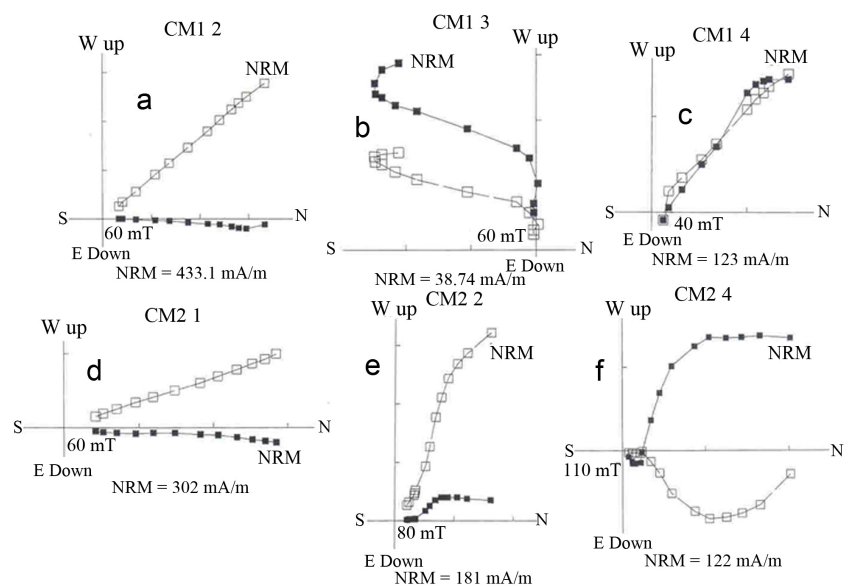 CM1 2
W up
NRM
a
S
N
60 mT
E Down
NRM = 433.1 mA/m
CM1 3
W up
NRM
b
60 mT
N
E Down
NRM = 38.74 mA/m
CM1 4
W up
NRM
c
S
N
40 mT
E Down
NRM = 123 mA/m
CM2 1
W up
d
S
N
60 mT
NRM
E Down
NRM = 302 mA/m
CM2 2
W up
e
NRM
S
N
80 mT
E Down
NRM = 181 mA/m
CM2 4
W up
f
NRM
S
N
110 mT
E Down
NRM = 122 mA/m
S